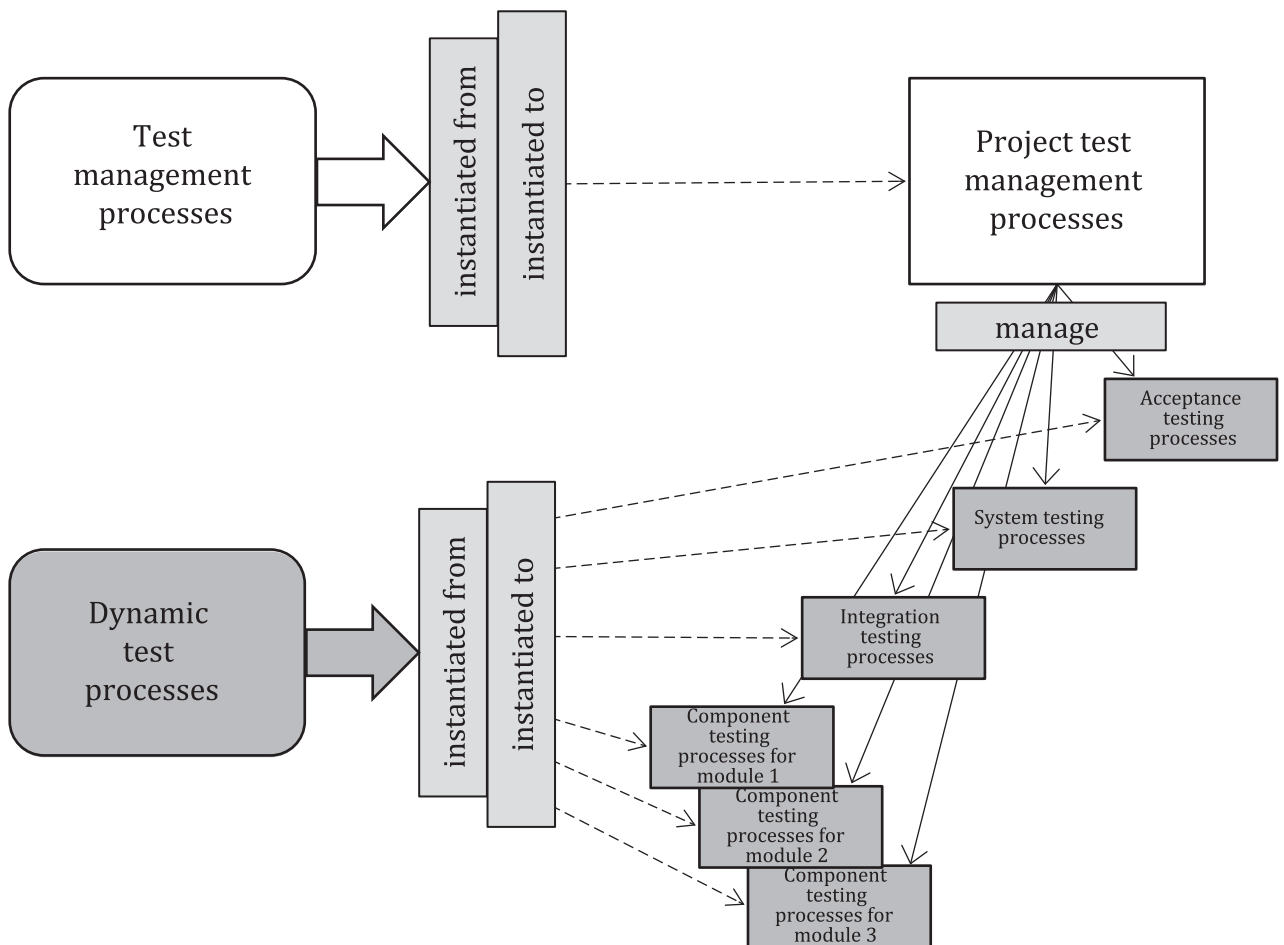 Test
management
processes
instantiated from
instantiated to
Project test
management
processes
manage
Acceptance
testing
processes
System testing
processes
Dynamic
test
processes
instantiated from
instantiated to
Integration
testing
processes
Component
testing
processes for
module 1
Component
testing
processes for
module 2
Component
testing
processes for
module 3